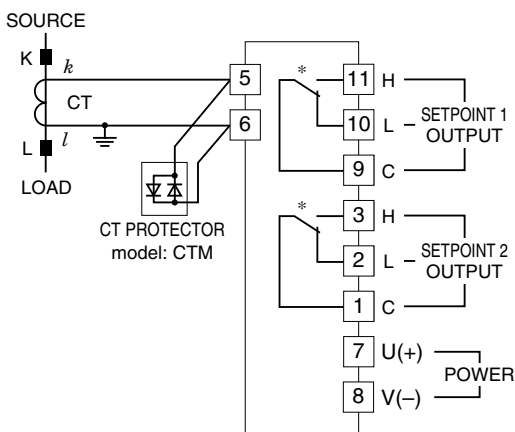 SOURCE
K
k
CT
L
l
LOAD
CT PROTECTOR
model: CTM
5
6
*
11 H
10 L
9 C
SETPOINT 1
OUTPUT
*
3 H
2 L
1 C
SETPOINT 2
OUTPUT
7 U(+)
8 V(–)
POWER